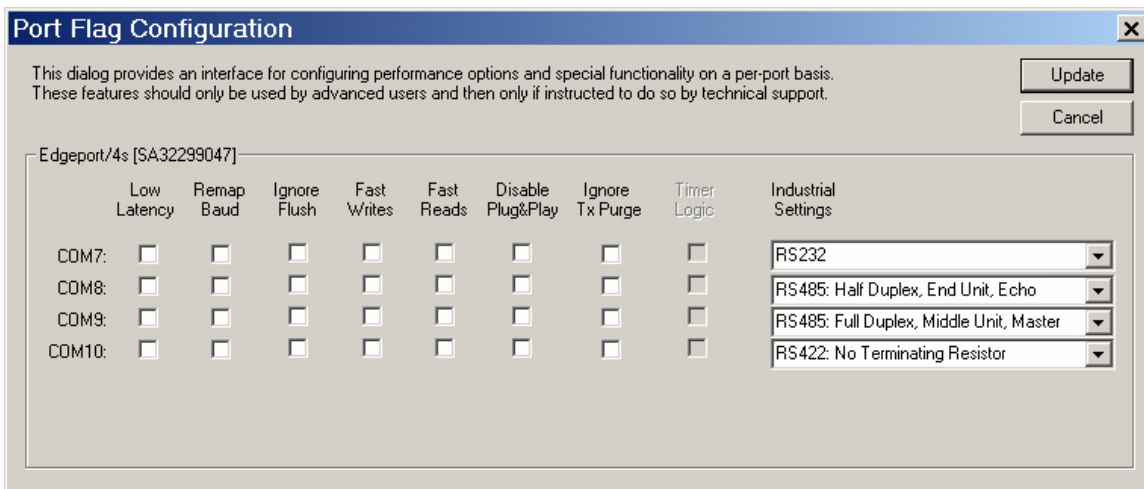 Port Flag Configuration
This dialog provides an interface for configuring performance options and special functionality on a per-port basis.
These features should only be used by advanced users and then only if instructed to do so by technical support.
Update
Cancel
Edgeport/4s [SA32299047]
Low Remap Ignore Fast Fast Disable Ignore Timer Industrial
Latency Baud Flush Writes Reads Plug&Play Tx Purge Logic Settings
COM7: RS232
COM8: RS485: Half Duplex, End Unit, Echo
COM9: RS485: Full Duplex, Middle Unit, Master
COM10: RS422: No Terminating Resistor